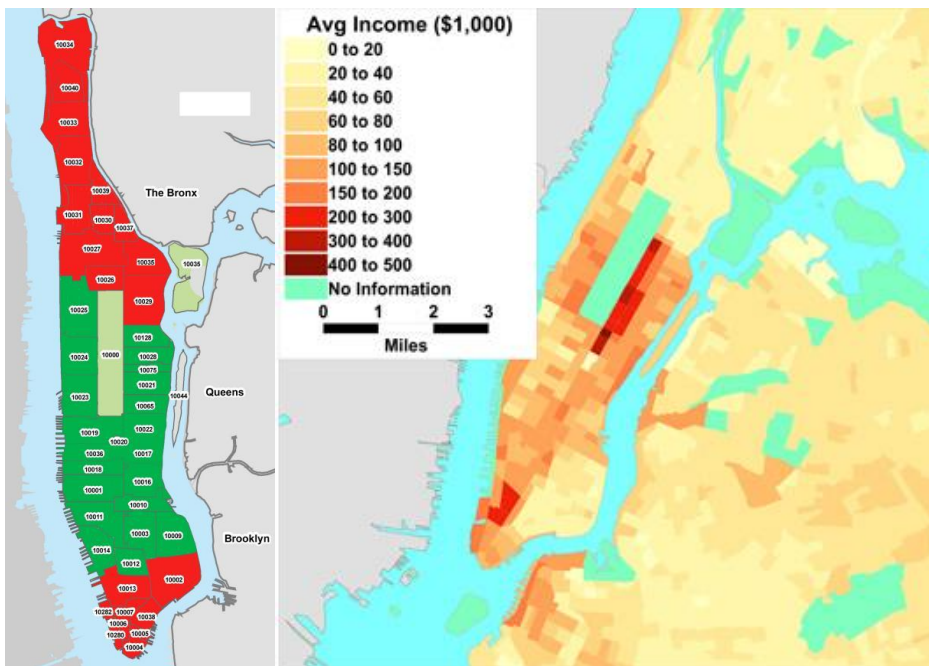 10034
10040
10033
10032
10039
The Bronx
10031
10030
10037
10027
10035
10035
10026
10029
10025
10128
10024
10000
10028
10075
10021
10044
Queens
10023
10065
10019
10022
10020
10036
10017
10018
10016
10001
10010
10011
10003
10009
Brooklyn
10014
10012
10002
10013
10282
10007
10038
10006
10280
10005
10004
Avg Income ($1,000)
0 to 20
20 to 40
40 to 60
60 to 80
80 to 100
100 to 150
150 to 200
200 to 300
300 to 400
400 to 500
No Information
0 1 2 3
Miles